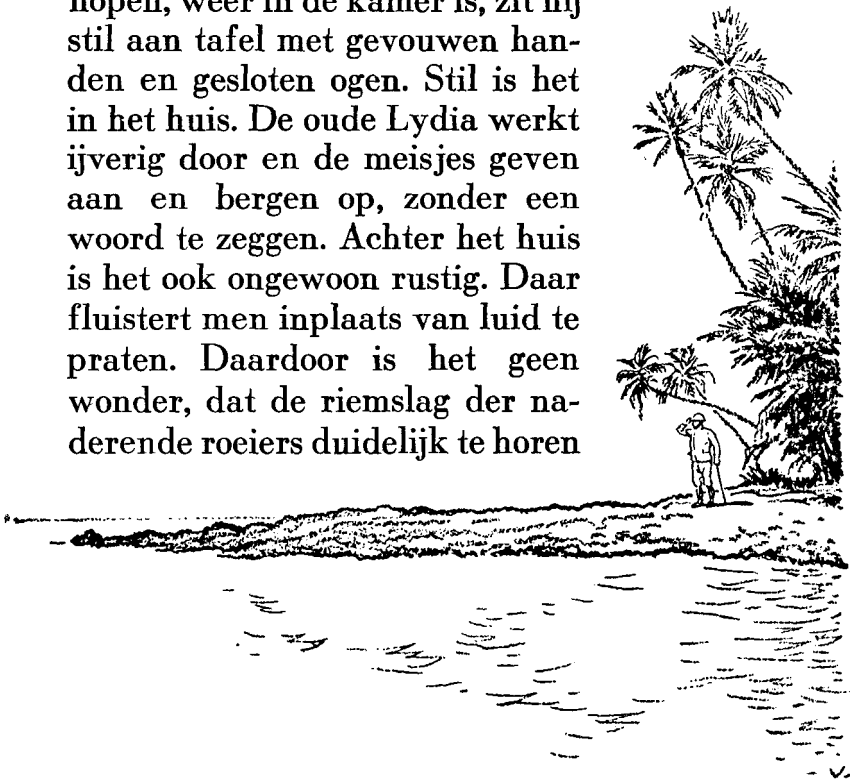 hopen, weer in de kamer is, zit hij
stil aan tafel met gevouwen han-
den en gesloten ogen. Stil is het
in het huis. De oude Lydia werkt
ijverig door en de meisjes geven
aan en bergen op, zonder een
woord te zeggen. Achter het huis
is het ook ongewoon rustig. Daar
fluistert men inplaats van luid te
praten. Daardoor is het geen
wonder, dat de riemslag der na-
derende roeiers duidelijk te horen